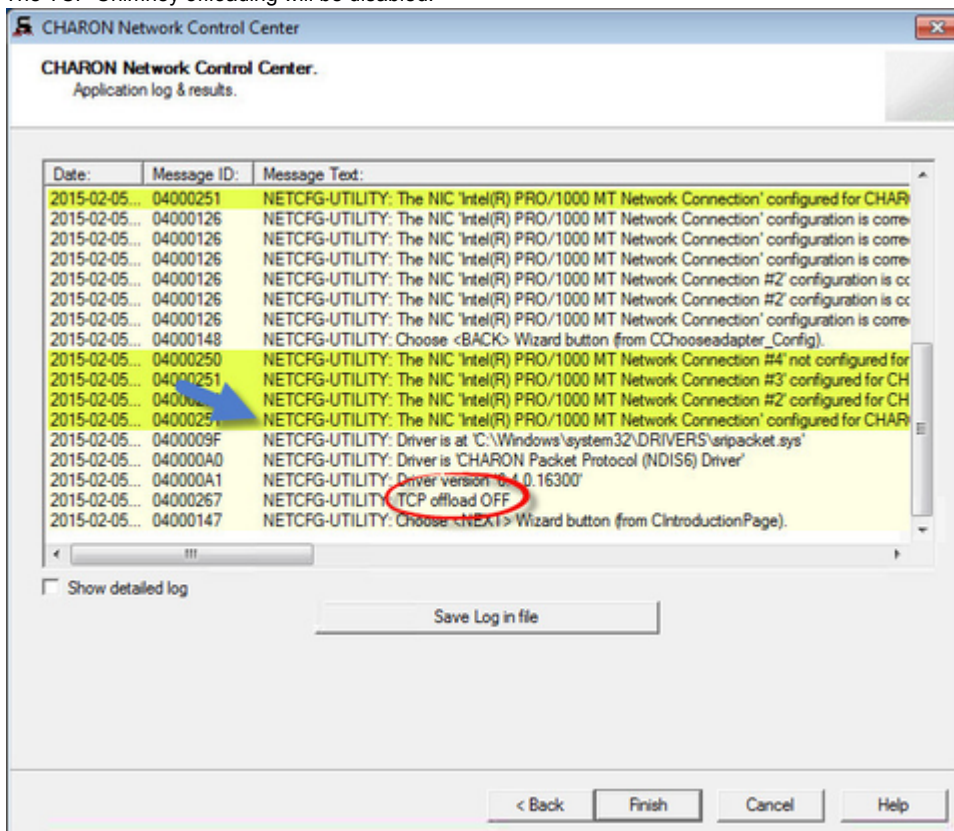 The TCP Chimney offloading will be disabled.
CHARON Network Control Center
CHARON Network Control Center.
Application log & results.
Date: Message ID: Message Text:
2015-02-05... 04000251 NETCFG-UTILITY: The NIC 'Intel(R) PRO/1000 MT Network Connection' configured for CHAR
2015-02-05... 04000126 NETCFG-UTILITY: The NIC 'Intel(R) PRO/1000 MT Network Connection' configuration is corre
2015-02-05... 04000126 NETCFG-UTILITY: The NIC 'Intel(R) PRO/1000 MT Network Connection' configuration is corre
2015-02-05... 04000126 NETCFG-UTILITY: The NIC 'Intel(R) PRO/1000 MT Network Connection' configuration is corre
2015-02-05... 04000126 NETCFG-UTILITY: The NIC 'Intel(R) PRO/1000 MT Network Connection #2' configuration is cc
2015-02-05... 04000126 NETCFG-UTILITY: The NIC 'Intel(R) PRO/1000 MT Network Connection #2' configuration is cc
2015-02-05... 04000126 NETCFG-UTILITY: The NIC 'Intel(R) PRO/1000 MT Network Connection' configuration is corre
2015-02-05... 04000148 NETCFG-UTILITY: Choose <BACK> Wizard button (from CChooseadapter_Config).
2015-02-05... 04000250 NETCFG-UTILITY: The NIC 'Intel(R) PRO/1000 MT Network Connection #4' not configured for
2015-02-05... 04000251 NETCFG-UTILITY: The NIC 'Intel(R) PRO/1000 MT Network Connection #3' configured for CH
2015-02-05... NETCFG-UTILITY: The NIC 'Intel(R) PRO/1000 MT Network Connection #2' configured for CH
2015-02-05... NETCFG-UTILITY: The NIC 'Intel(R) PRO/1000 MT Network Connection' configured for CHAR
2015-02-05... 0400009F NETCFG-UTILITY: Driver is at 'C:\Windows\system32\DRIVERS\sripacket.sys'
2015-02-05... 040000A0 NETCFG-UTILITY: Driver is 'CHARON Packet Protocol (NDIS6) Driver'
2015-02-05... 040000A1 NETCFG-UTILITY: Driver version '6.4.0.16300'
2015-02-05... 04000267 NETCFG-UTILITY: TCP offload OFF
2015-02-05... 04000147 NETCFG-UTILITY: Choose <NEXT> Wizard button (from CIntroductionPage).
Show detailed log
Save Log in file
< Back Finish Cancel Help